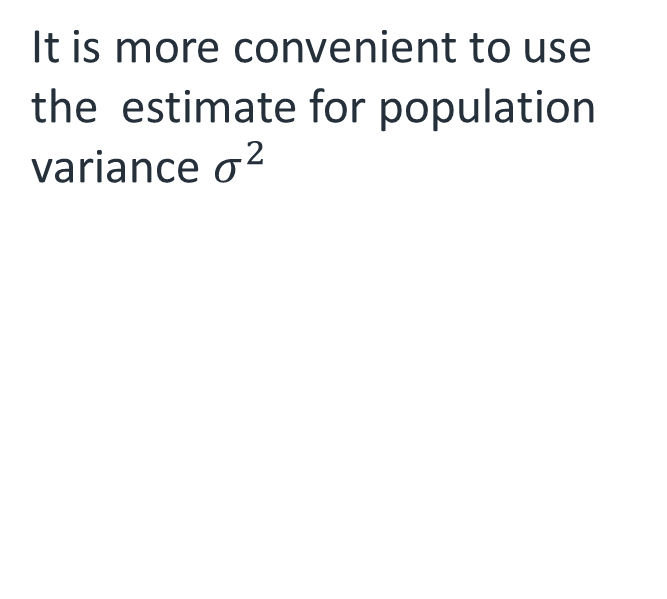 It is more convenient to use
the  estimate for population
variance σ²